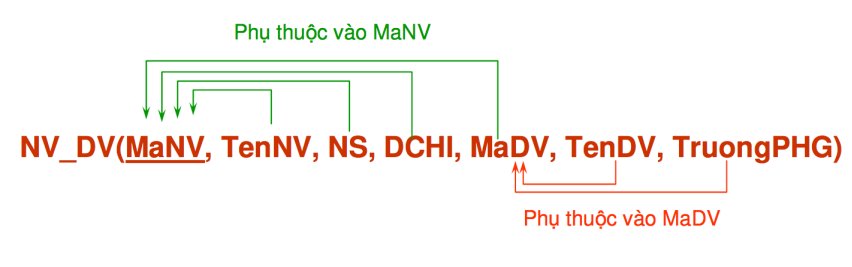 Phụ thuộc vào MaNV
NV_DV(MaNV, TenNV, NS, DCHI, MaDV, TenDV, TruongPHG)
Phụ thuộc vào MaDV